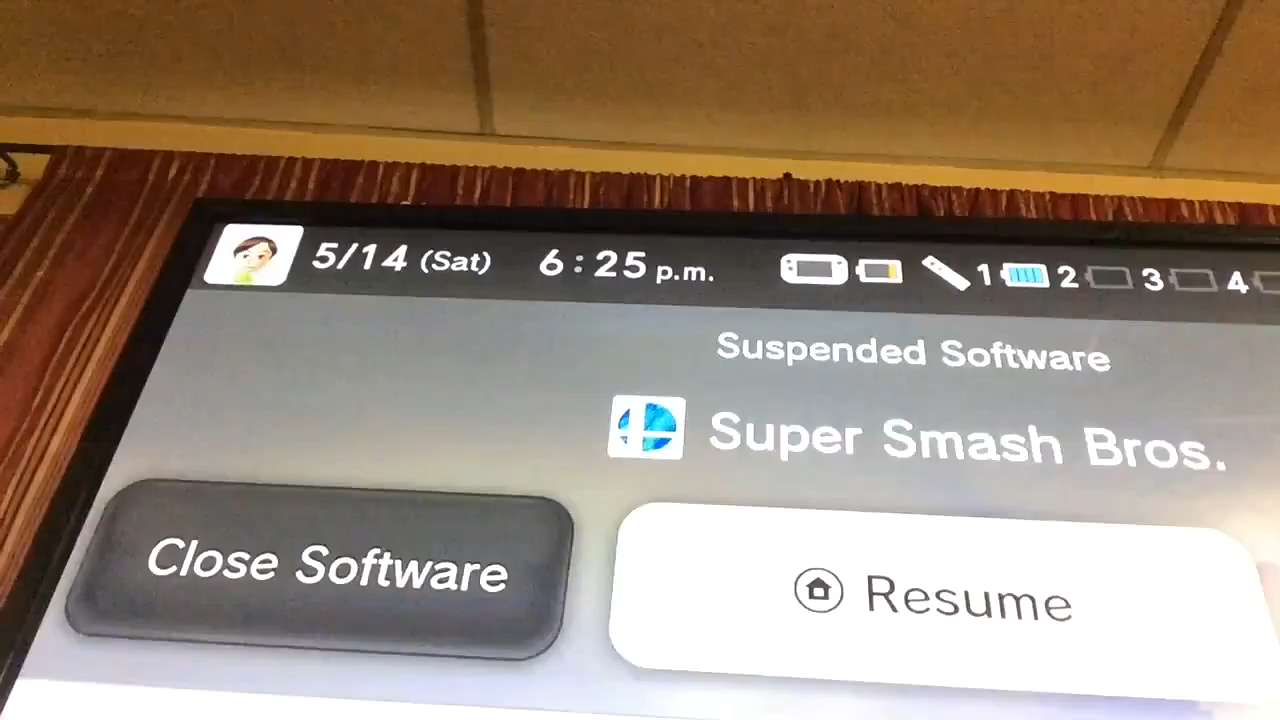 5/14 (Sat) 6:25 p.m. 1 2 3 4
Suspended Software
Super Smash Bros.
Close Software
Resume